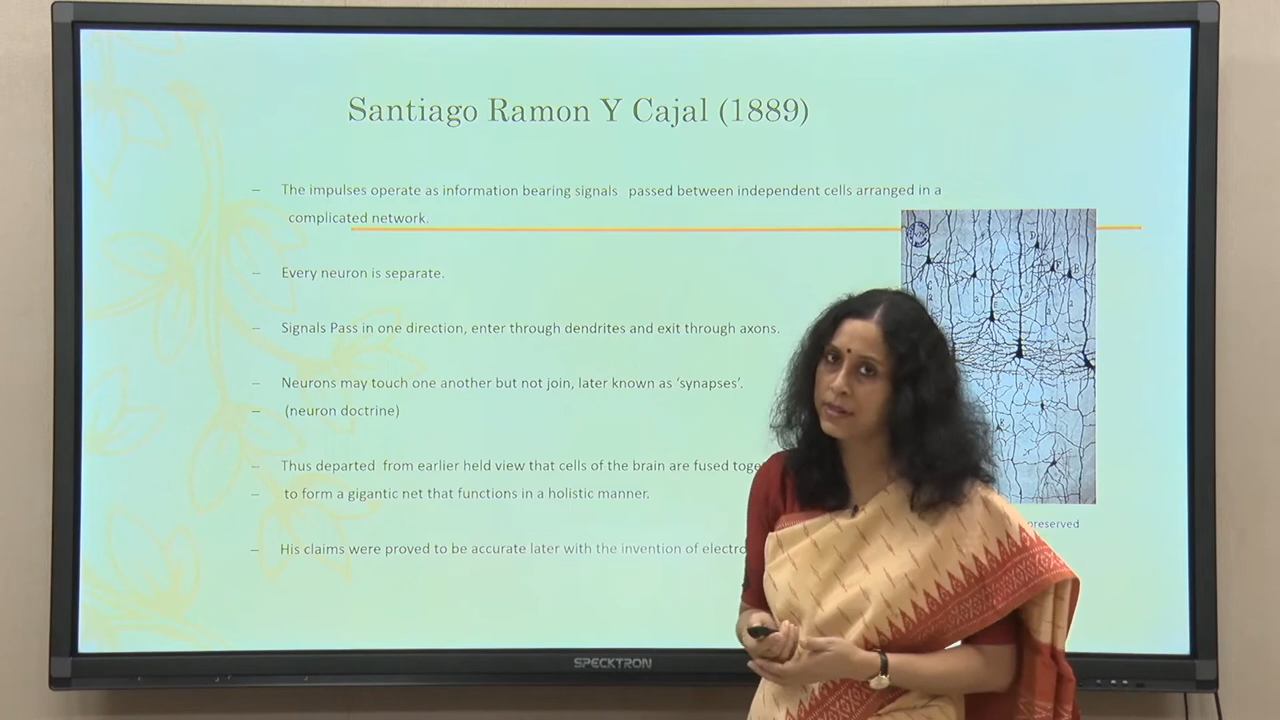 Santiago Ramon Y Cajal (1889)
– The impulses operate as information bearing signals passed between independent cells arranged in a
complicated network.
– Every neuron is separate.
– Signals Pass in one direction, enter through dendrites and exit through axons.
– Neurons may touch one another but not join, later known as ‘synapses’.
– (neuron doctrine)
– Thus departed from earlier held view that cells of the brain are fused toge
– to form a gigantic net that functions in a holistic manner.
preserved
– His claims were proved to be accurate later with the invention of electro
SPECKTRON